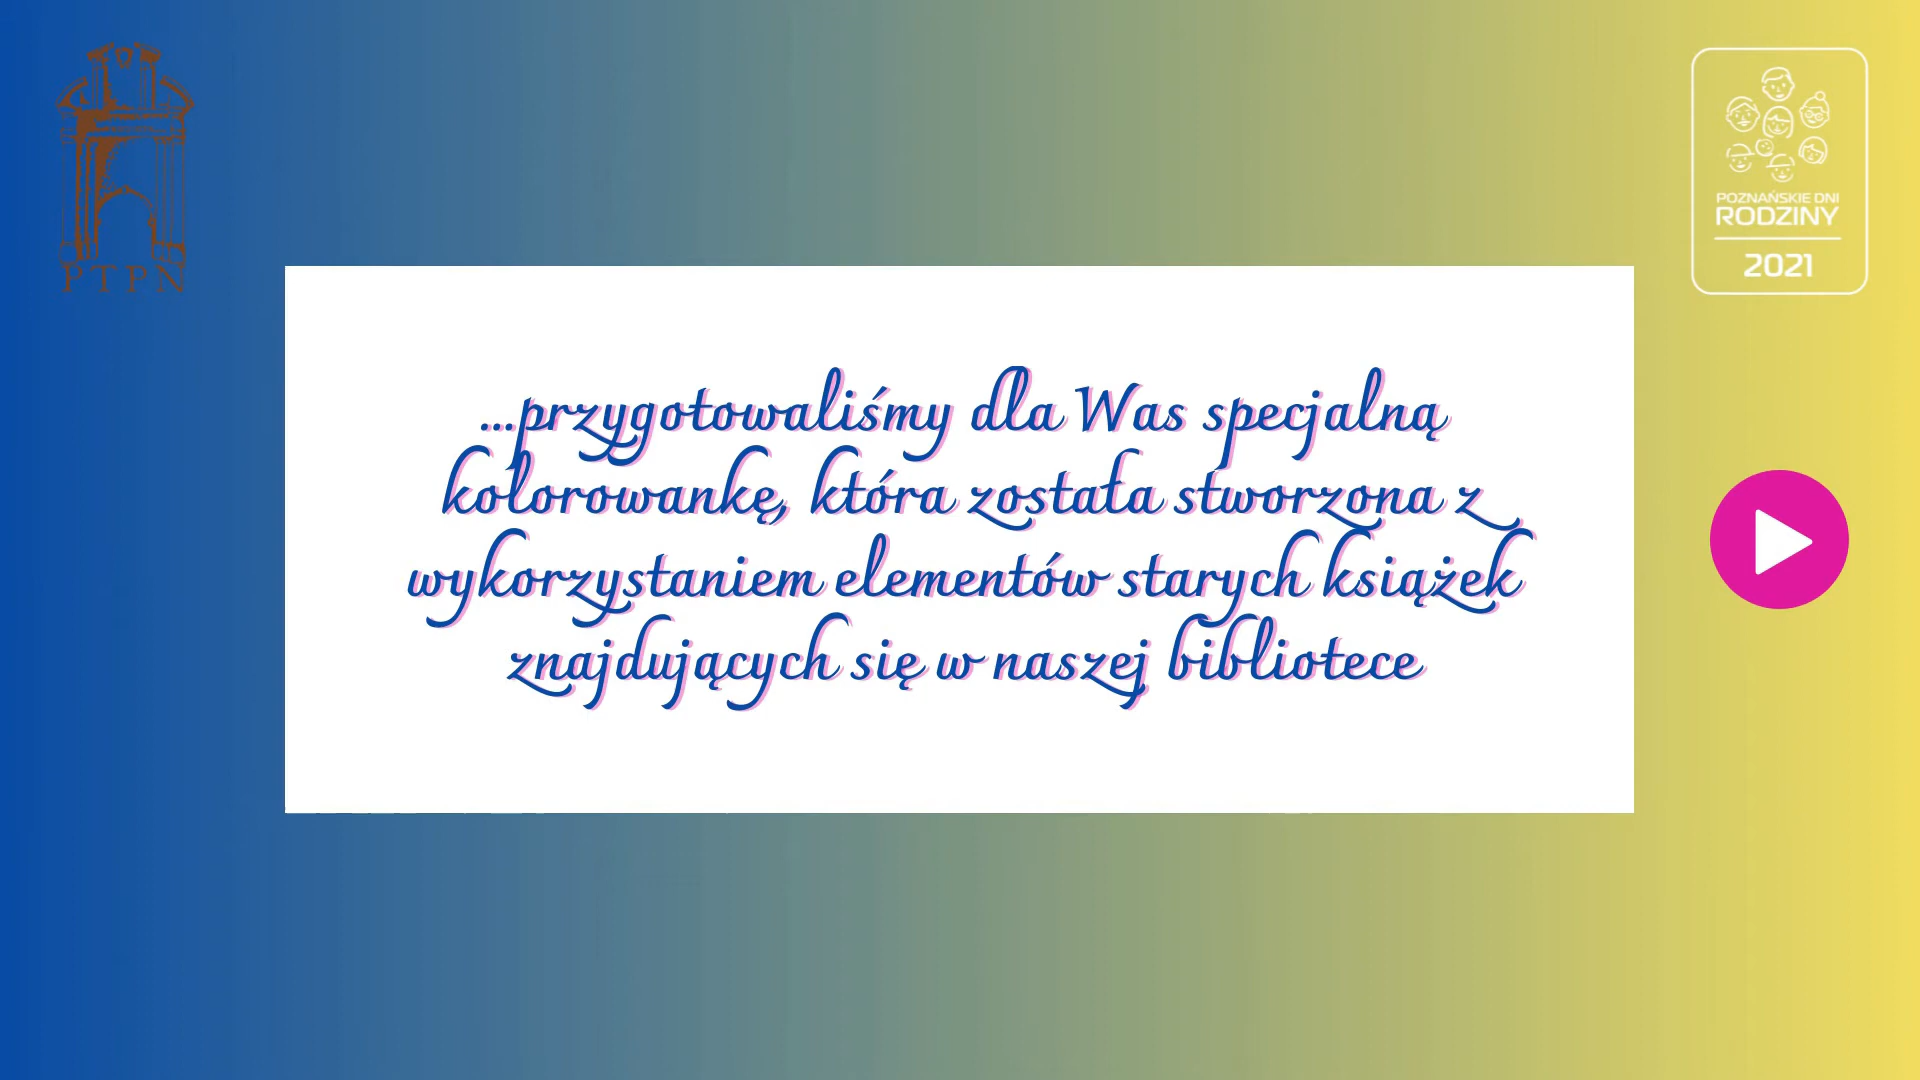 PTPN
POZNAŃSKIE DNI
RODZINY
2021
...przygotowaliśmy dla Was specjalną
kolorowankę, która została stworzona z
wykorzystaniem elementów starych książek
znajdujących się w naszej bibliotece